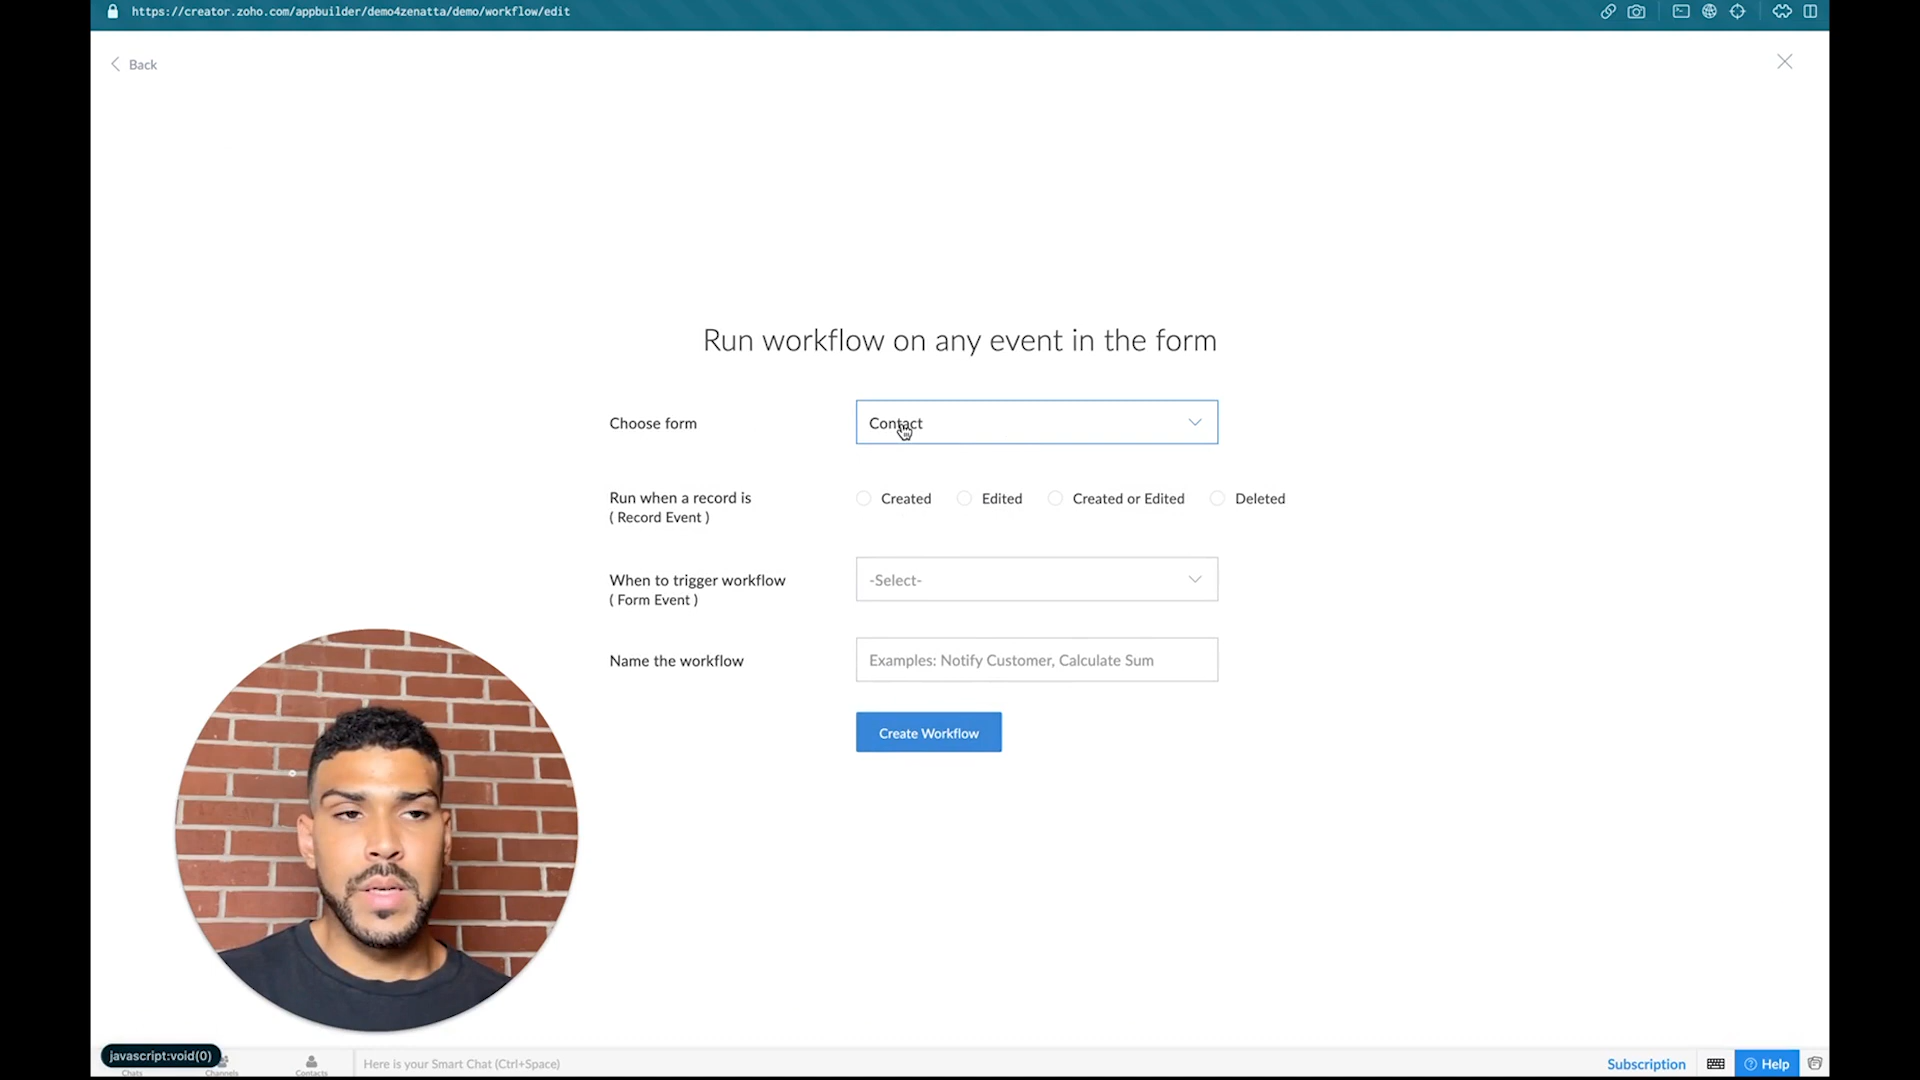 https://creator.zoho.com/appbuilder/demo4zenatta/demo/workflow/edit
Back
Run workflow on any event in the form
Choose form
Contact
Run when a record is
( Record Event )
Created
Edited
Created or Edited
Deleted
When to trigger workflow
( Form Event )
-Select-
Name the workflow
Examples: Notify Customer, Calculate Sum
Create Workflow
javascript:void(0)
Chats
Channels
Contacts
Here is your Smart Chat (Ctrl+Space)
Subscription
Help